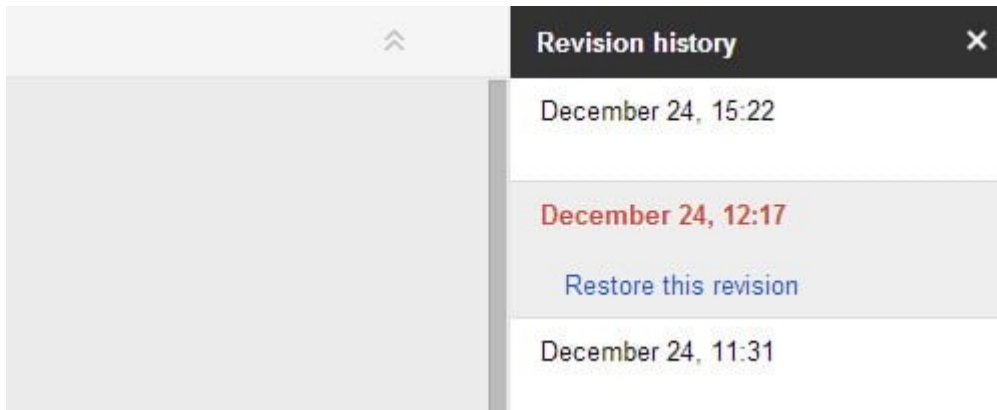 Revision history
December 24, 15:22
December 24, 12:17
Restore this revision
December 24, 11:31